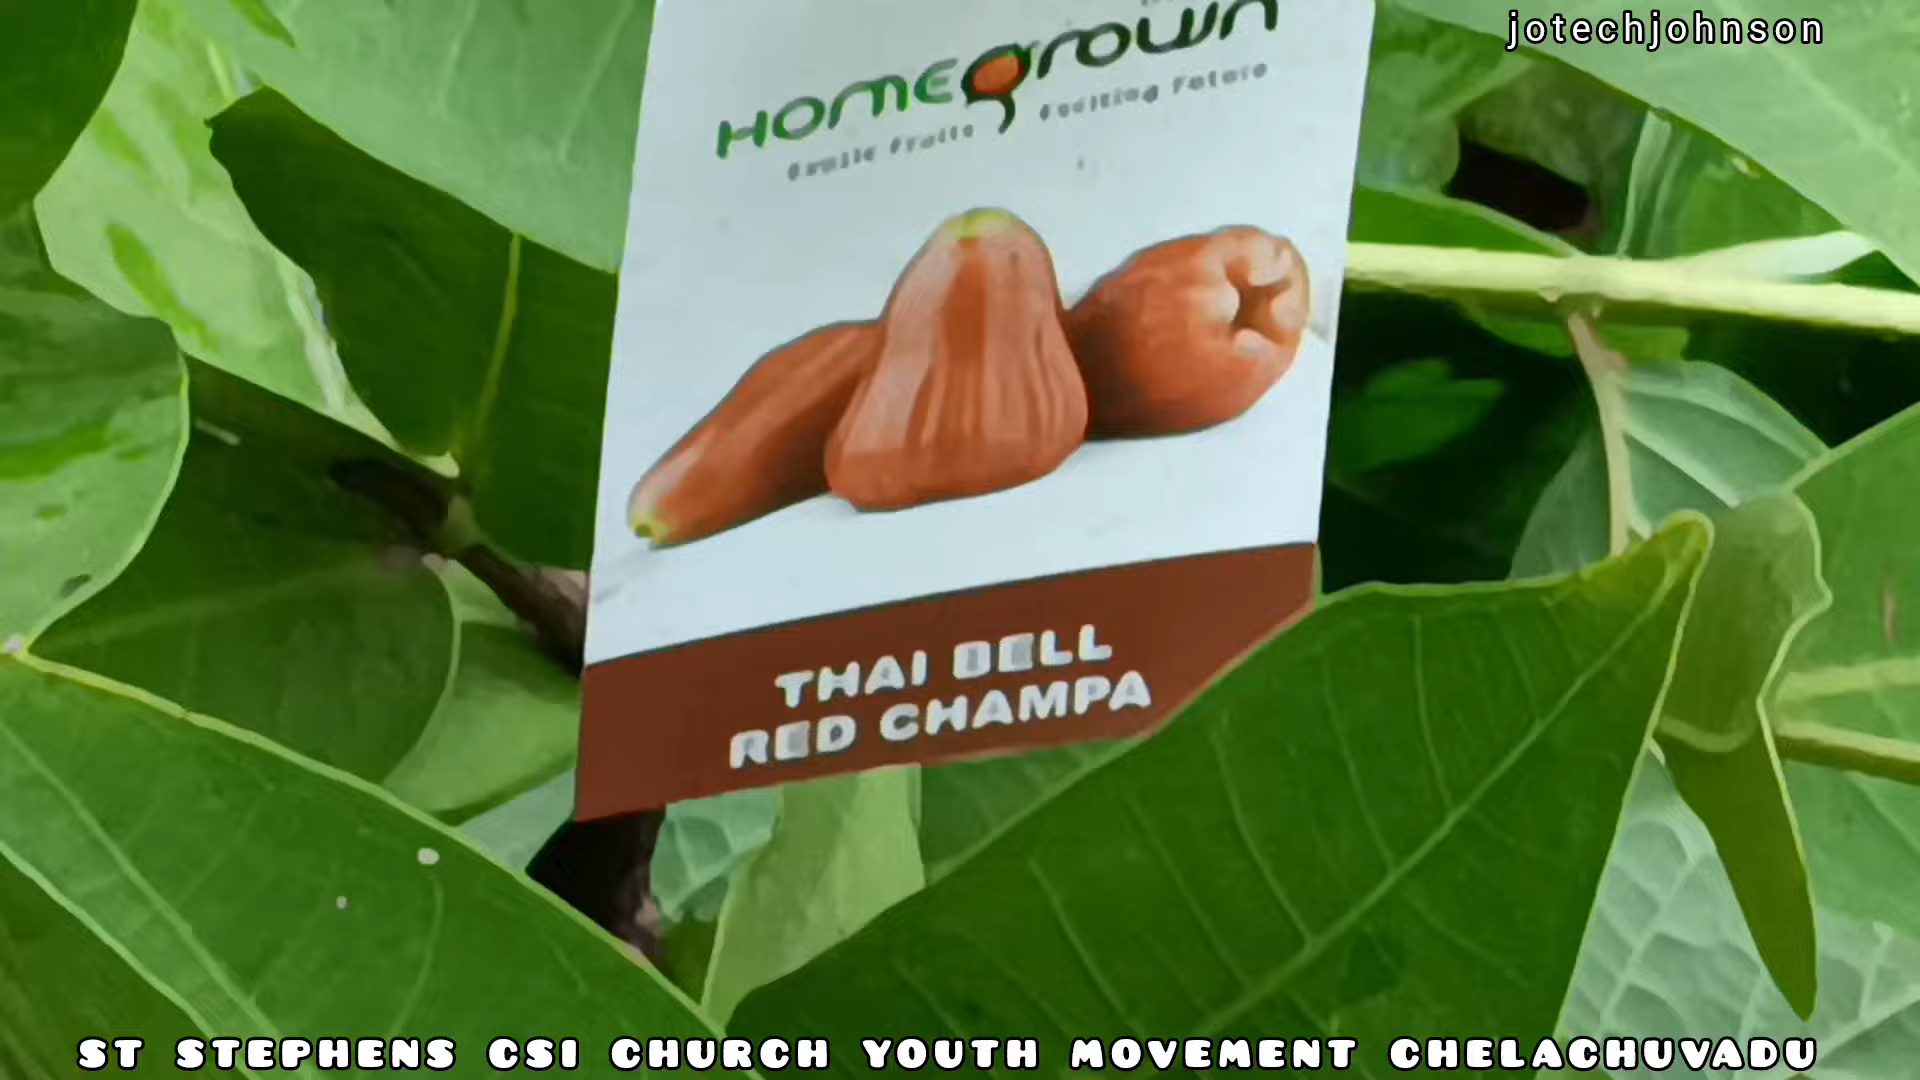 jotechjohnson
HOMEgrown
THAI BELL
RED CHAMPA
ST STEPHENS CSI CHURCH YOUTH MOVEMENT CHELACHUVADU